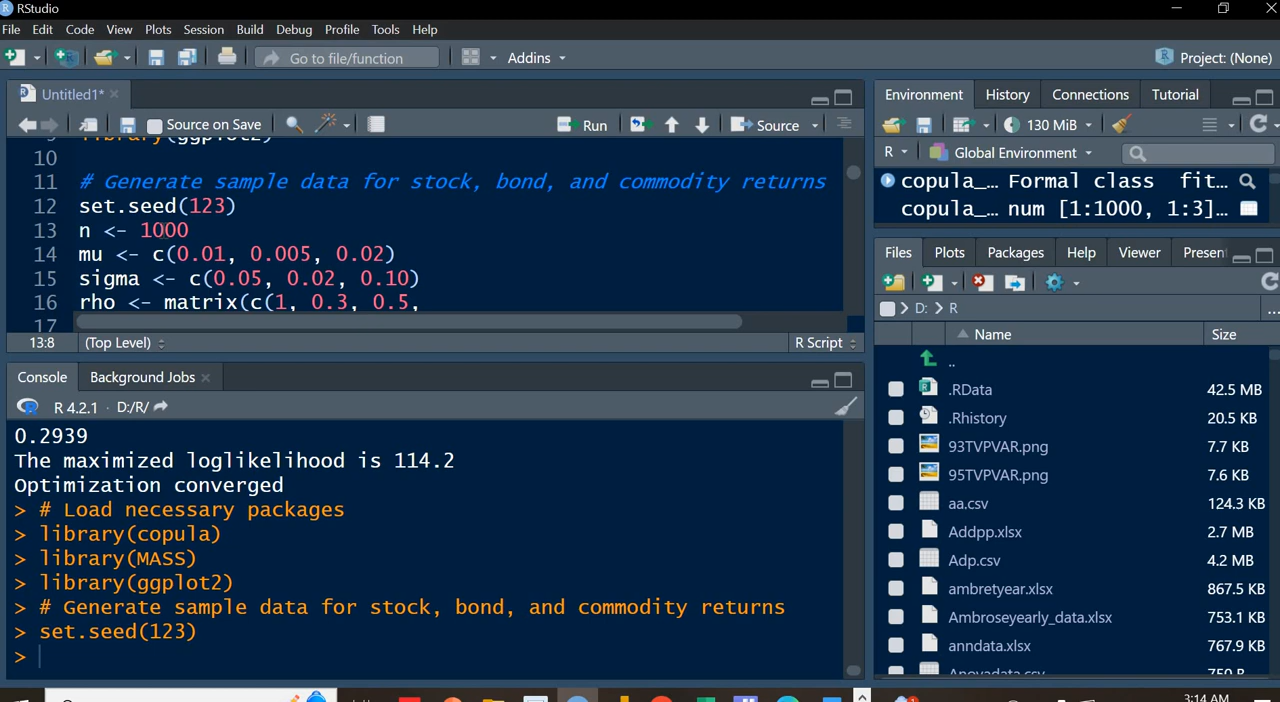 RStudio
File Edit Code View Plots Session Build Debug Profile Tools Help
Go to file/function Addins Project: (None)
Untitled1*
Source on Save Run Source
library(ggplot2)
10
11 # Generate sample data for stock, bond, and commodity returns
12 set.seed(123)
13 n <- 1000
14 mu <- c(0.01, 0.005, 0.02)
15 sigma <- c(0.05, 0.02, 0.10)
16 rho <- matrix(c(1, 0.3, 0.5,
17
13:8 (Top Level) R Script
Console Background Jobs
R 4.2.1 · D:/R/
0.2939
The maximized loglikelihood is 114.2
Optimization converged
> # Load necessary packages
> library(copula)
> library(MASS)
> library(ggplot2)
> # Generate sample data for stock, bond, and commodity returns
> set.seed(123)
>
Environment History Connections Tutorial
130 MiB
R Global Environment
copula_… Formal class fit…
copula_… num [1:1000, 1:3]…
Files Plots Packages Help Viewer Presen
D: R
Name Size
..
.RData 42.5 MB
.Rhistory 20.5 KB
93TVPVAR.png 7.7 KB
95TVPVAR.png 7.6 KB
aa.csv 124.3 KB
Addpp.xlsx 2.7 MB
Adp.csv 4.2 MB
ambretyear.xlsx 867.5 KB
Ambroseyearly_data.xlsx 753.1 KB
anndata.xlsx 767.9 KB
Anovadata.csv 750 B
3:14 AM